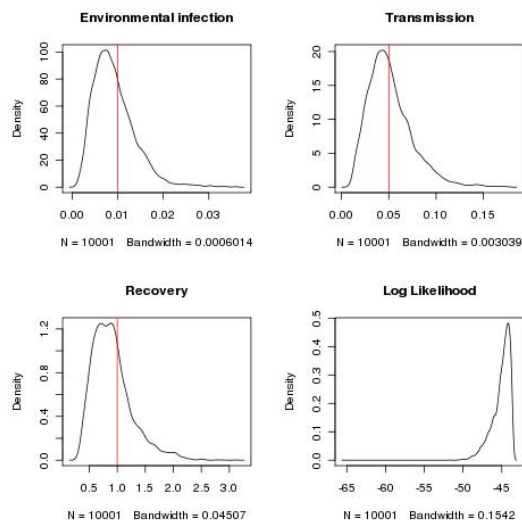 Environmental infection
Density
0 20 40 60 80 100
0.00 0.01 0.02 0.03
N = 10001 Bandwidth = 0.0006014
Transmission
Density
0 5 10 15 20
0.00 0.05 0.10 0.15
N = 10001 Bandwidth = 0.003039
Recovery
Density
0.0 0.4 0.8 1.2
0.5 1.0 1.5 2.0 2.5 3.0
N = 10001 Bandwidth = 0.04507
Log Likelihood
Density
0.0 0.1 0.2 0.3 0.4 0.5
-65 -60 -55 -50 -45
N = 10001 Bandwidth = 0.1542